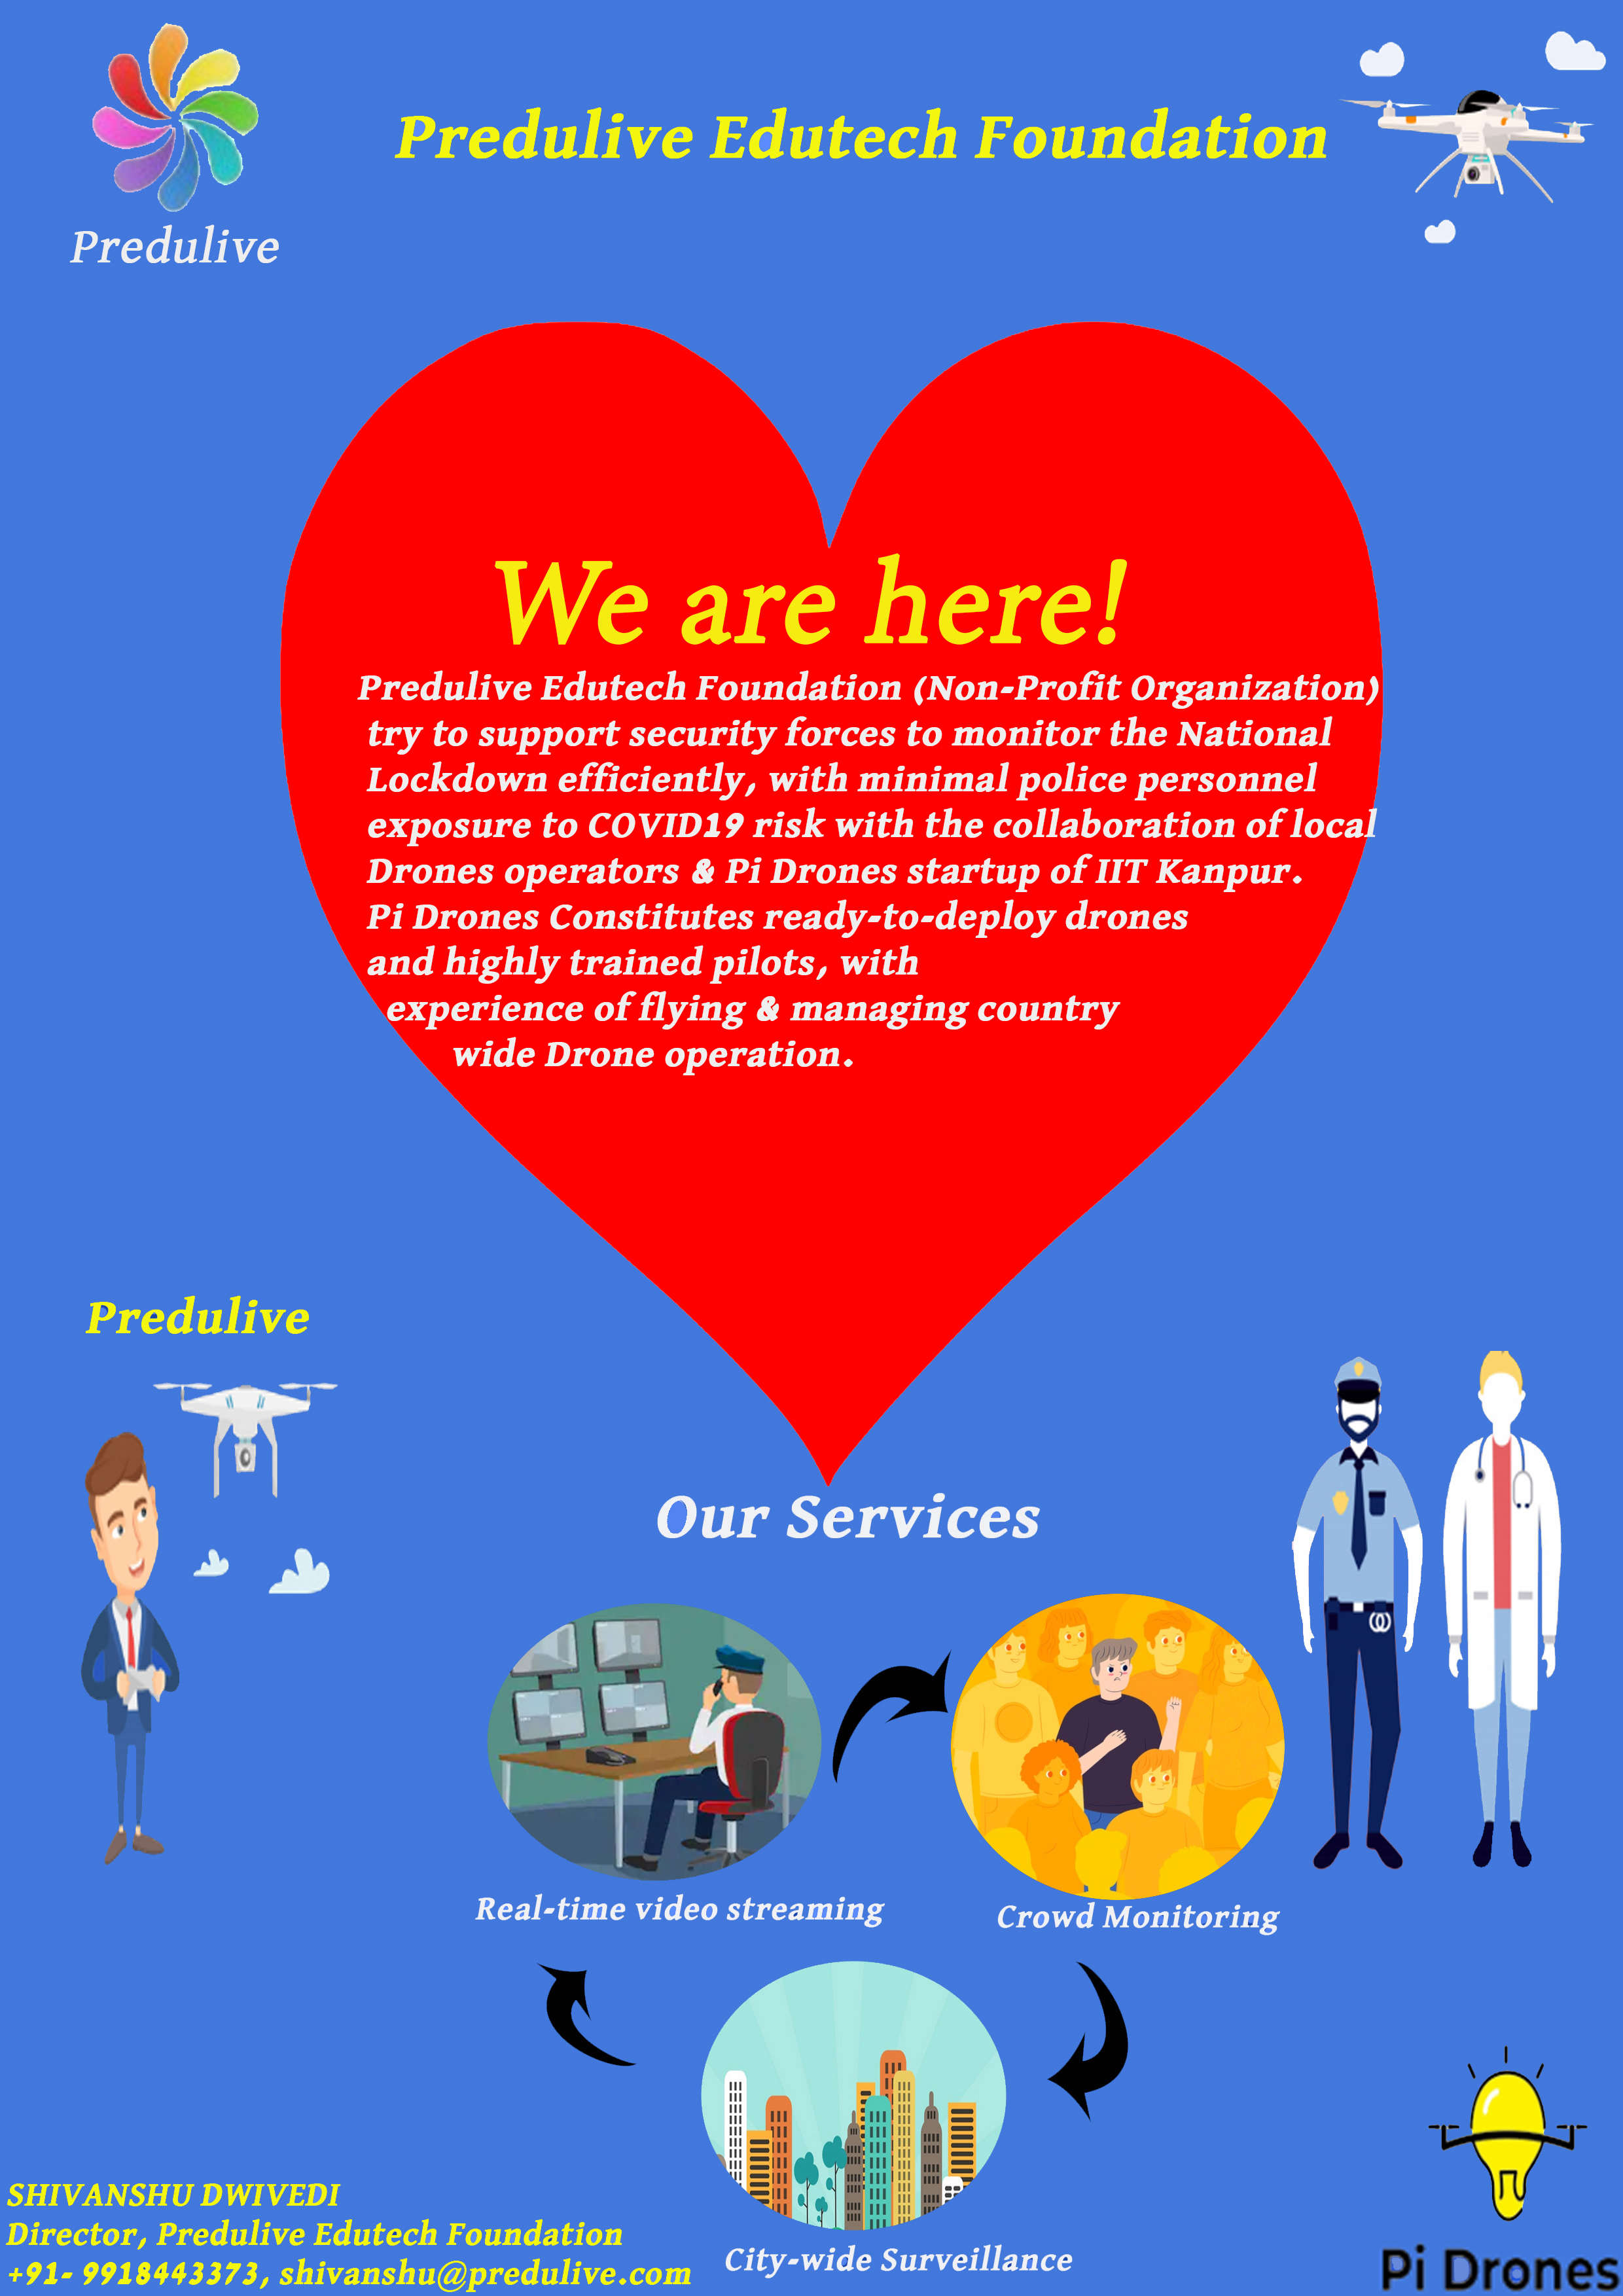 Predulive Edutech Foundation
Predulive
We are here!
Predulive Edutech Foundation (Non-Profit Organization)
try to support security forces to monitor the National
Lockdown efficiently, with minimal police personnel
exposure to COVID19 risk with the collaboration of local
Drones operators & Pi Drones startup of IIT Kanpur.
Pi Drones Constitutes ready-to-deploy drones
and highly trained pilots, with
experience of flying & managing country
wide Drone operation.
Predulive
Our Services
Real-time video streaming
Crowd Monitoring
City-wide Surveillance
SHIVANSHU DWIVEDI
Director, Predulive Edutech Foundation
+91- 9918443373, shivanshu@predulive.com
Pi Drones